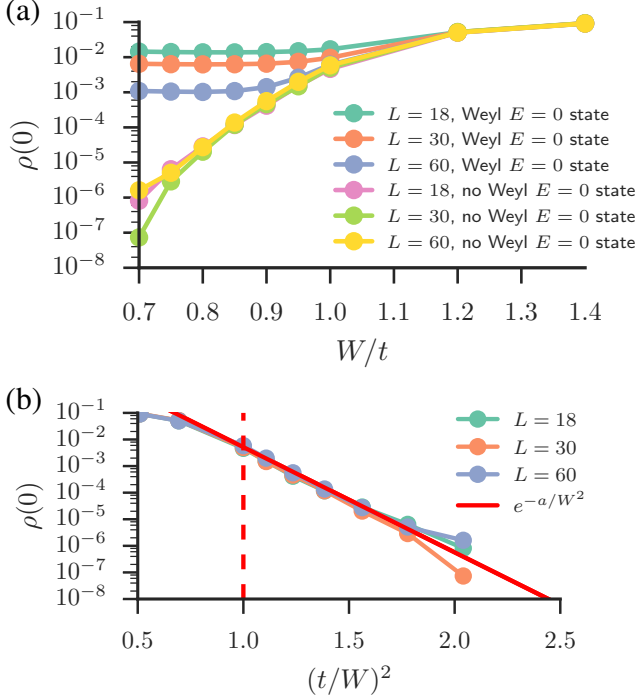 (a)
10⁻¹
10⁻²
10⁻³
10⁻⁴
10⁻⁵
10⁻⁶
10⁻⁷
10⁻⁸
ρ(0)
L = 18, Weyl E = 0 state
L = 30, Weyl E = 0 state
L = 60, Weyl E = 0 state
L = 18, no Weyl E = 0 state
L = 30, no Weyl E = 0 state
L = 60, no Weyl E = 0 state
0.7 0.8 0.9 1.0 1.1 1.2 1.3 1.4
W/t
(b)
10⁻¹
10⁻²
10⁻³
10⁻⁴
10⁻⁵
10⁻⁶
10⁻⁷
10⁻⁸
ρ(0)
L = 18
L = 30
L = 60
e^{-a/W²}
0.5 1.0 1.5 2.0 2.5
(t/W)²